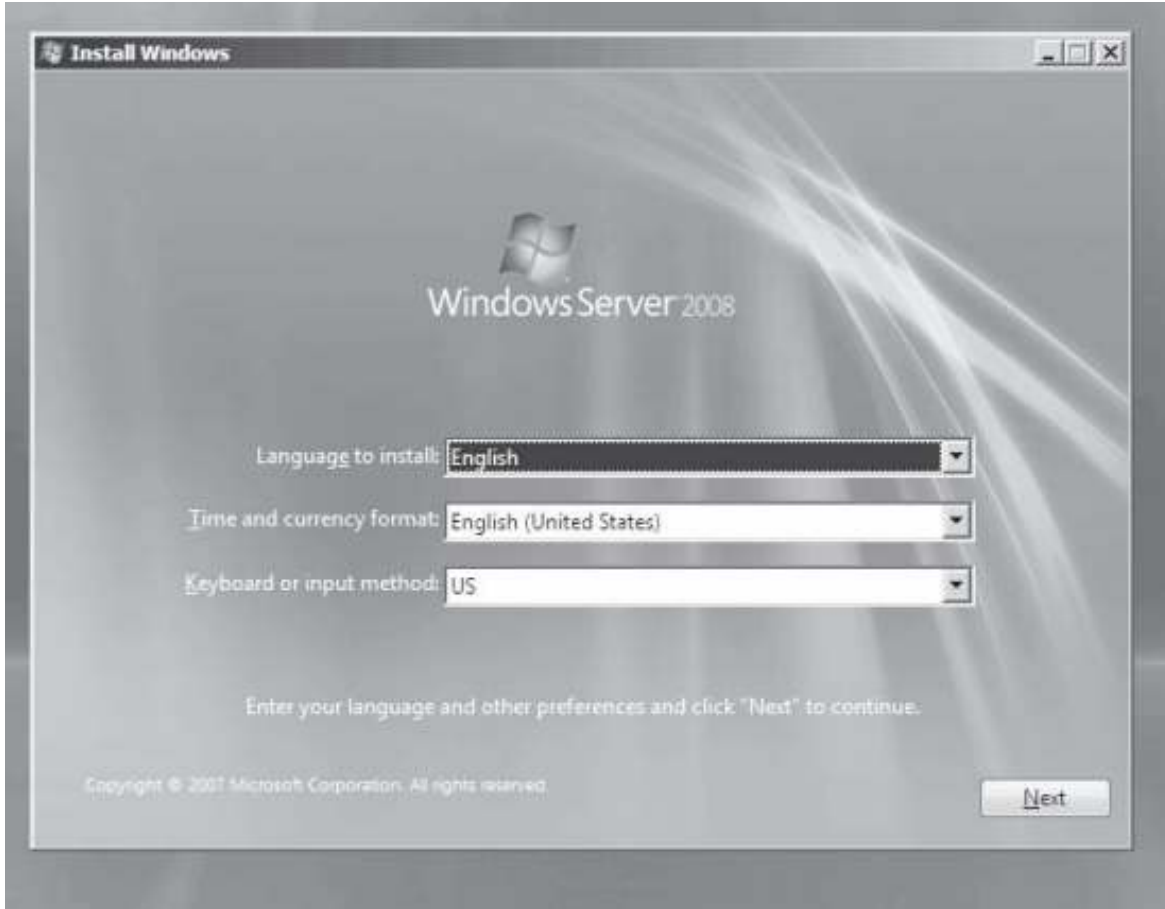 Install Windows
Windows Server 2008
Language to install: English
Time and currency format: English (United States)
Keyboard or input method: US
Enter your language and other preferences and click "Next" to continue.
Copyright © 2007 Microsoft Corporation. All rights reserved.
Next